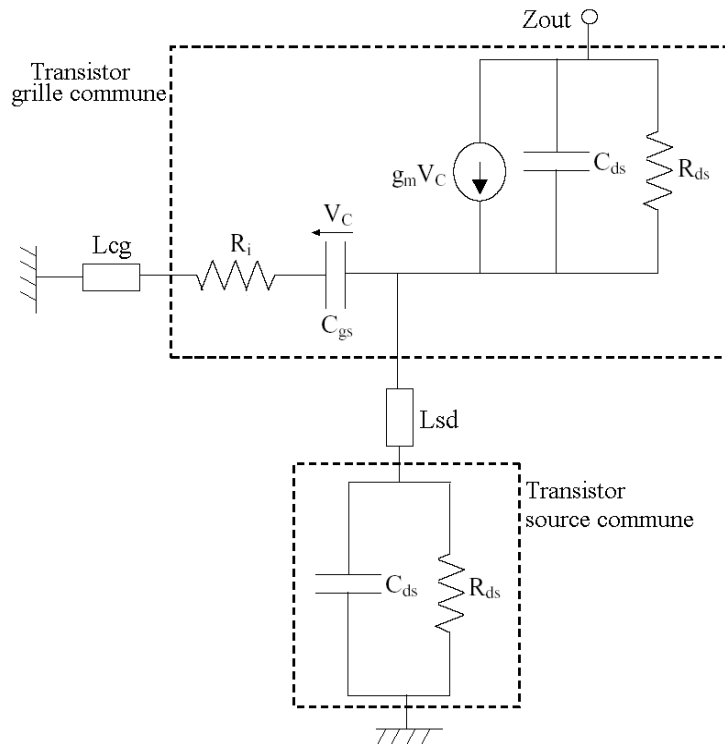 Zout
Transistor
grille commune
gmVC
Cds
Rds
VC
Lcg
Ri
Cgs
Lsd
Transistor
source commune
Cds
Rds